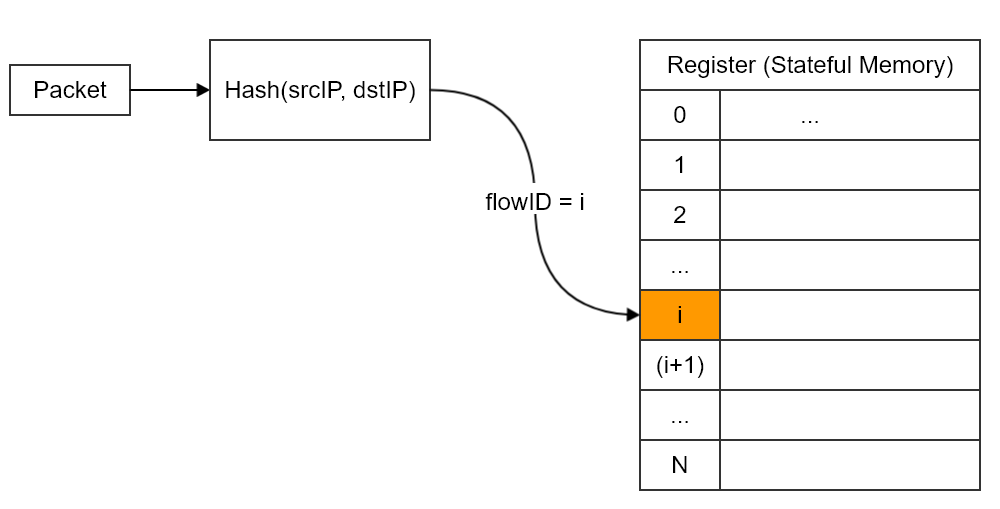 Packet
Hash(srcIP, dstIP)
flowID = i
Register (Stateful Memory)
0 ...
1
2
...
i
(i+1)
...
N